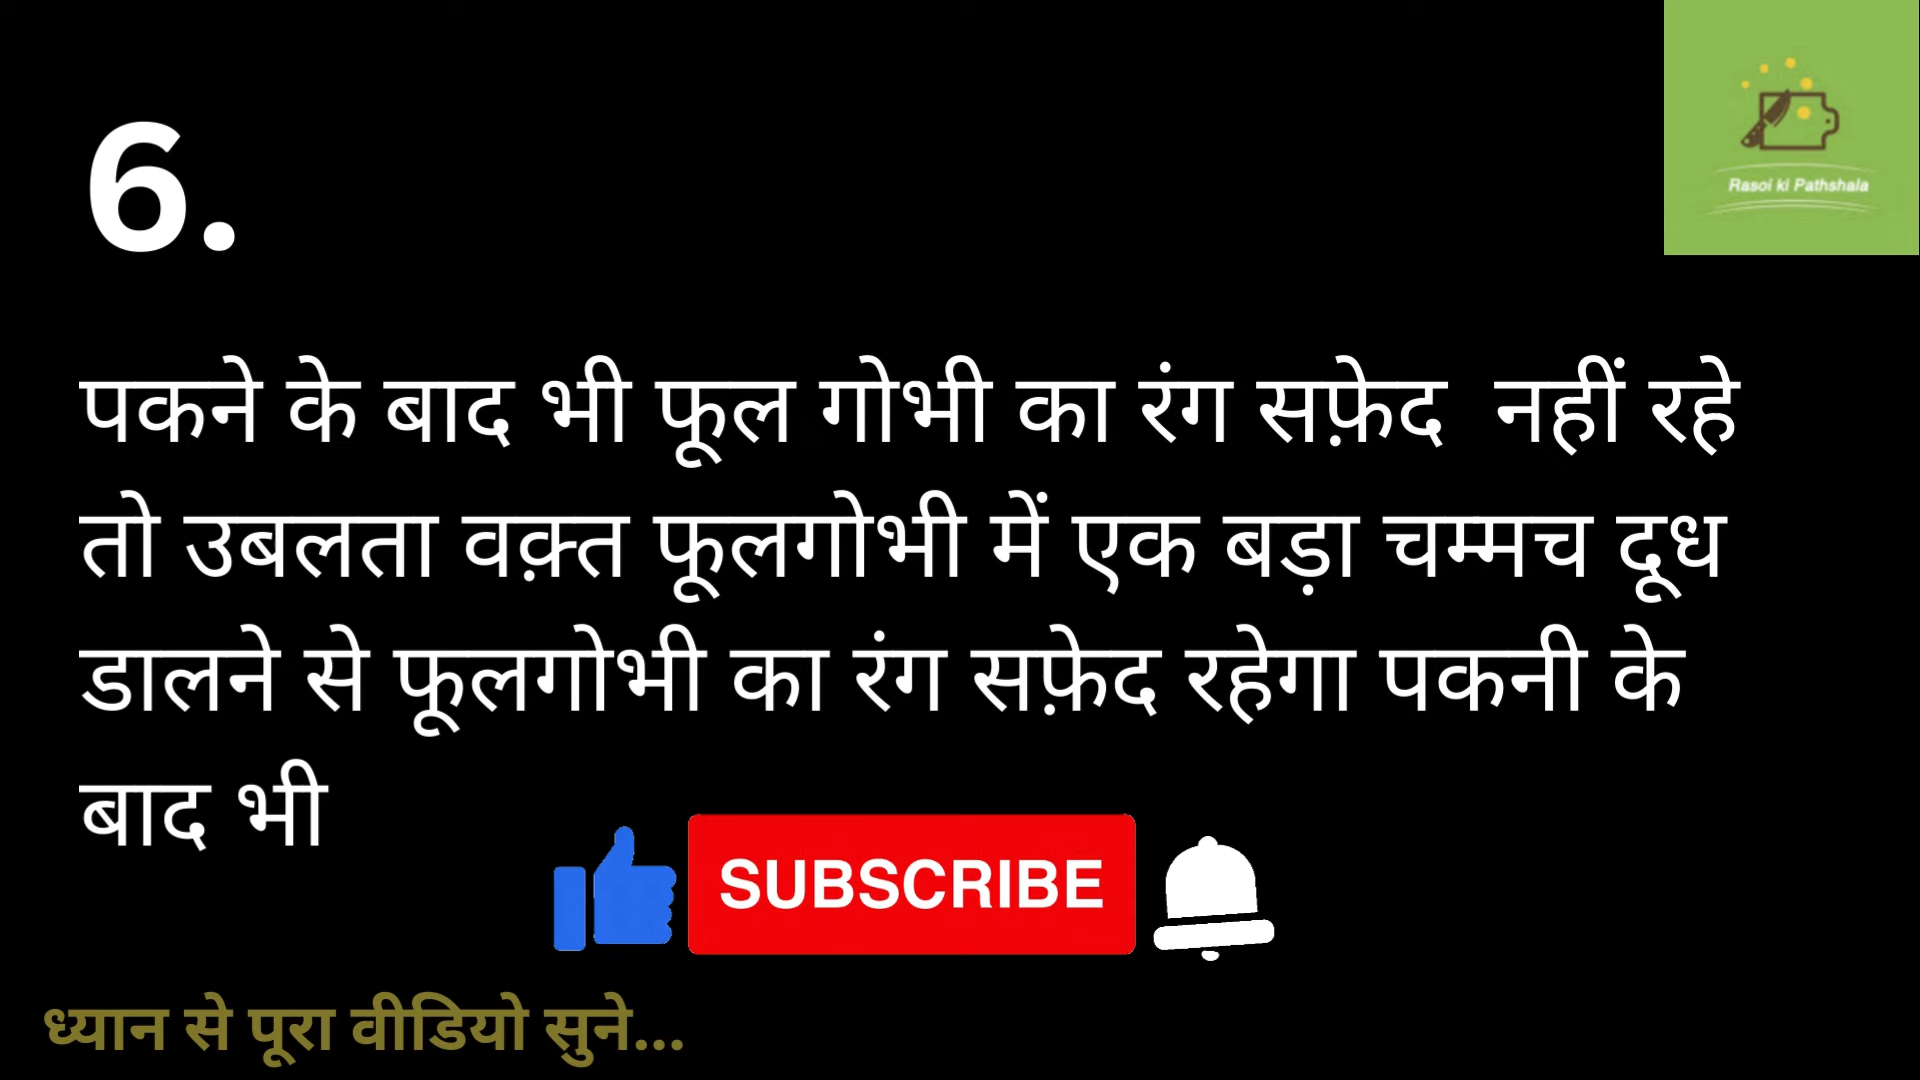 6.
Rasoi ki Pathshala
पकने के बाद भी फूल गोभी का रंग सफ़ेद  नहीं रहे
तो उबलता वक़्त फूलगोभी में एक बड़ा चम्मच दूध
डालने से फूलगोभी का रंग सफ़ेद रहेगा पकनी के
बाद भी
SUBSCRIBE
ध्यान से पूरा वीडियो सुने...